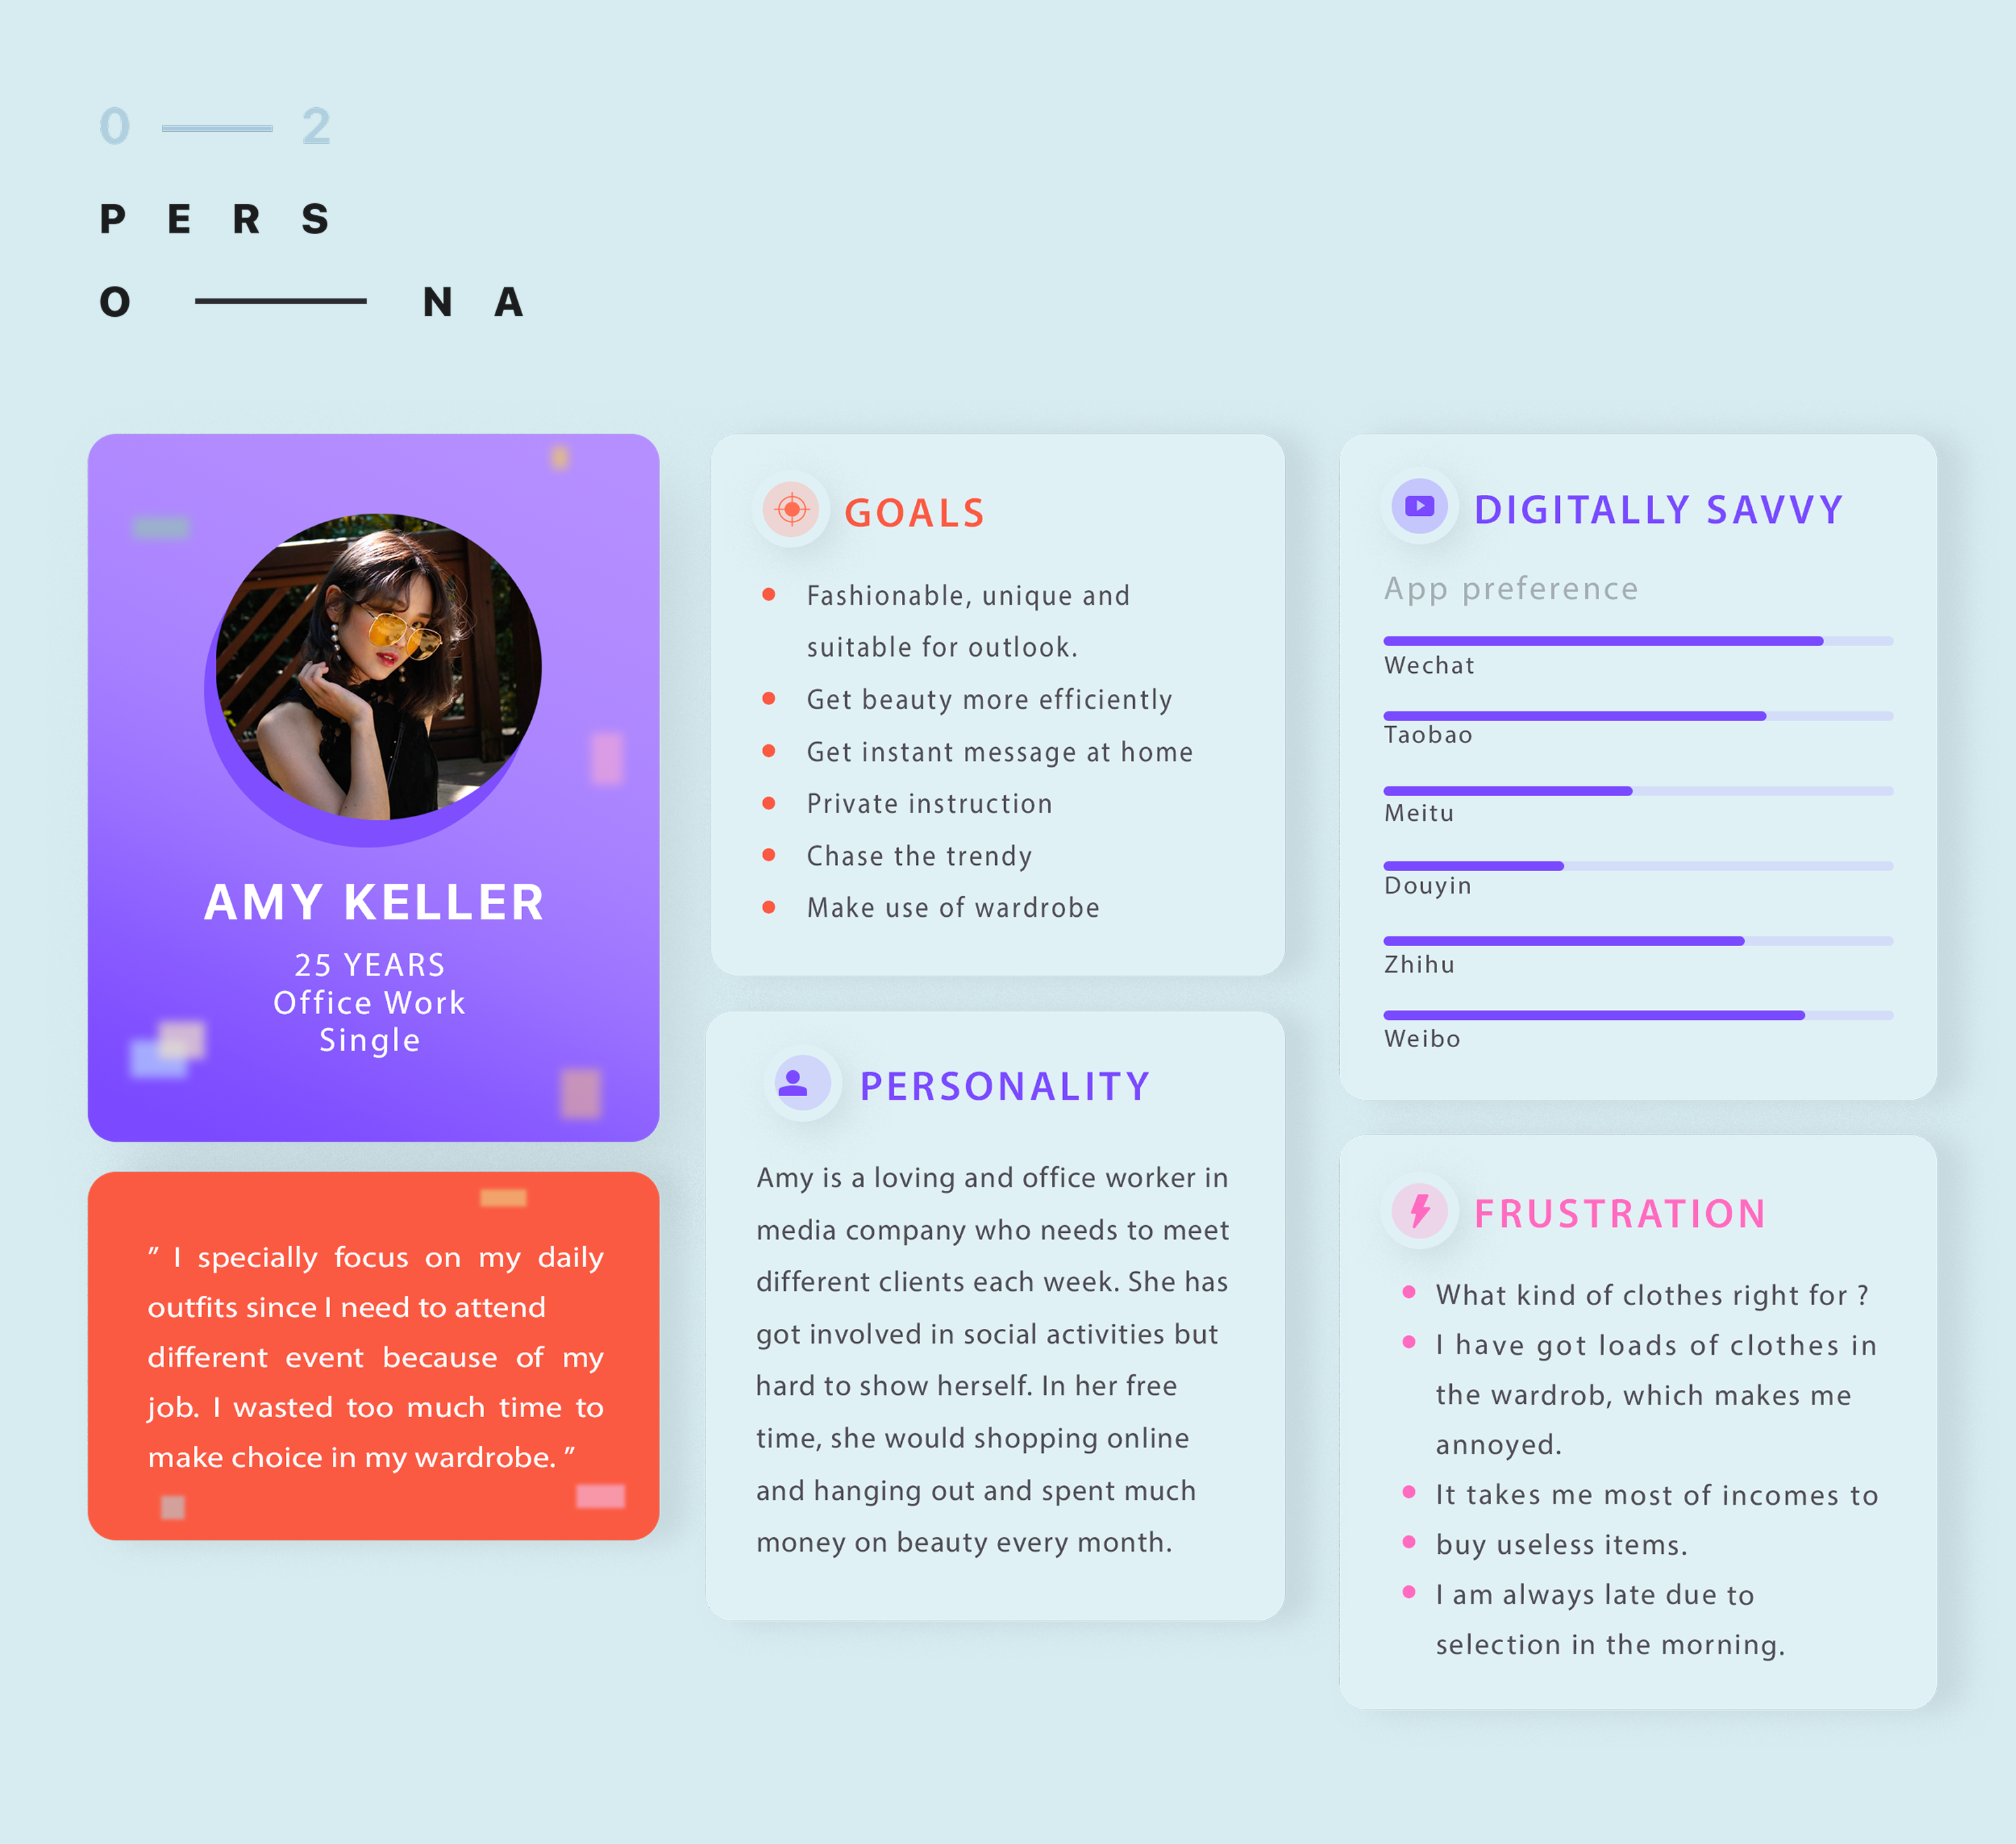 0 2
PERS
O NA
AMY KELLER
25 YEARS
Office Work
Single
” I specially focus on my daily
outfits since I need to attend
different event because of my
job. I wasted too much time to
make choice in my wardrobe. ”
GOALS
Fashionable, unique and
suitable for outlook.
Get beauty more efficiently
Get instant message at home
Private instruction
Chase the trendy
Make use of wardrobe
PERSONALITY
Amy is a loving and office worker in
media company who needs to meet
different clients each week. She has
got involved in social activities but
hard to show herself. In her free
time, she would shopping online
and hanging out and spent much
money on beauty every month.
DIGITALLY SAVVY
App preference
Wechat
Taobao
Meitu
Douyin
Zhihu
Weibo
FRUSTRATION
What kind of clothes right for ?
I have got loads of clothes in
the wardrob, which makes me
annoyed.
It takes me most of incomes to
buy useless items.
I am always late due to
selection in the morning.